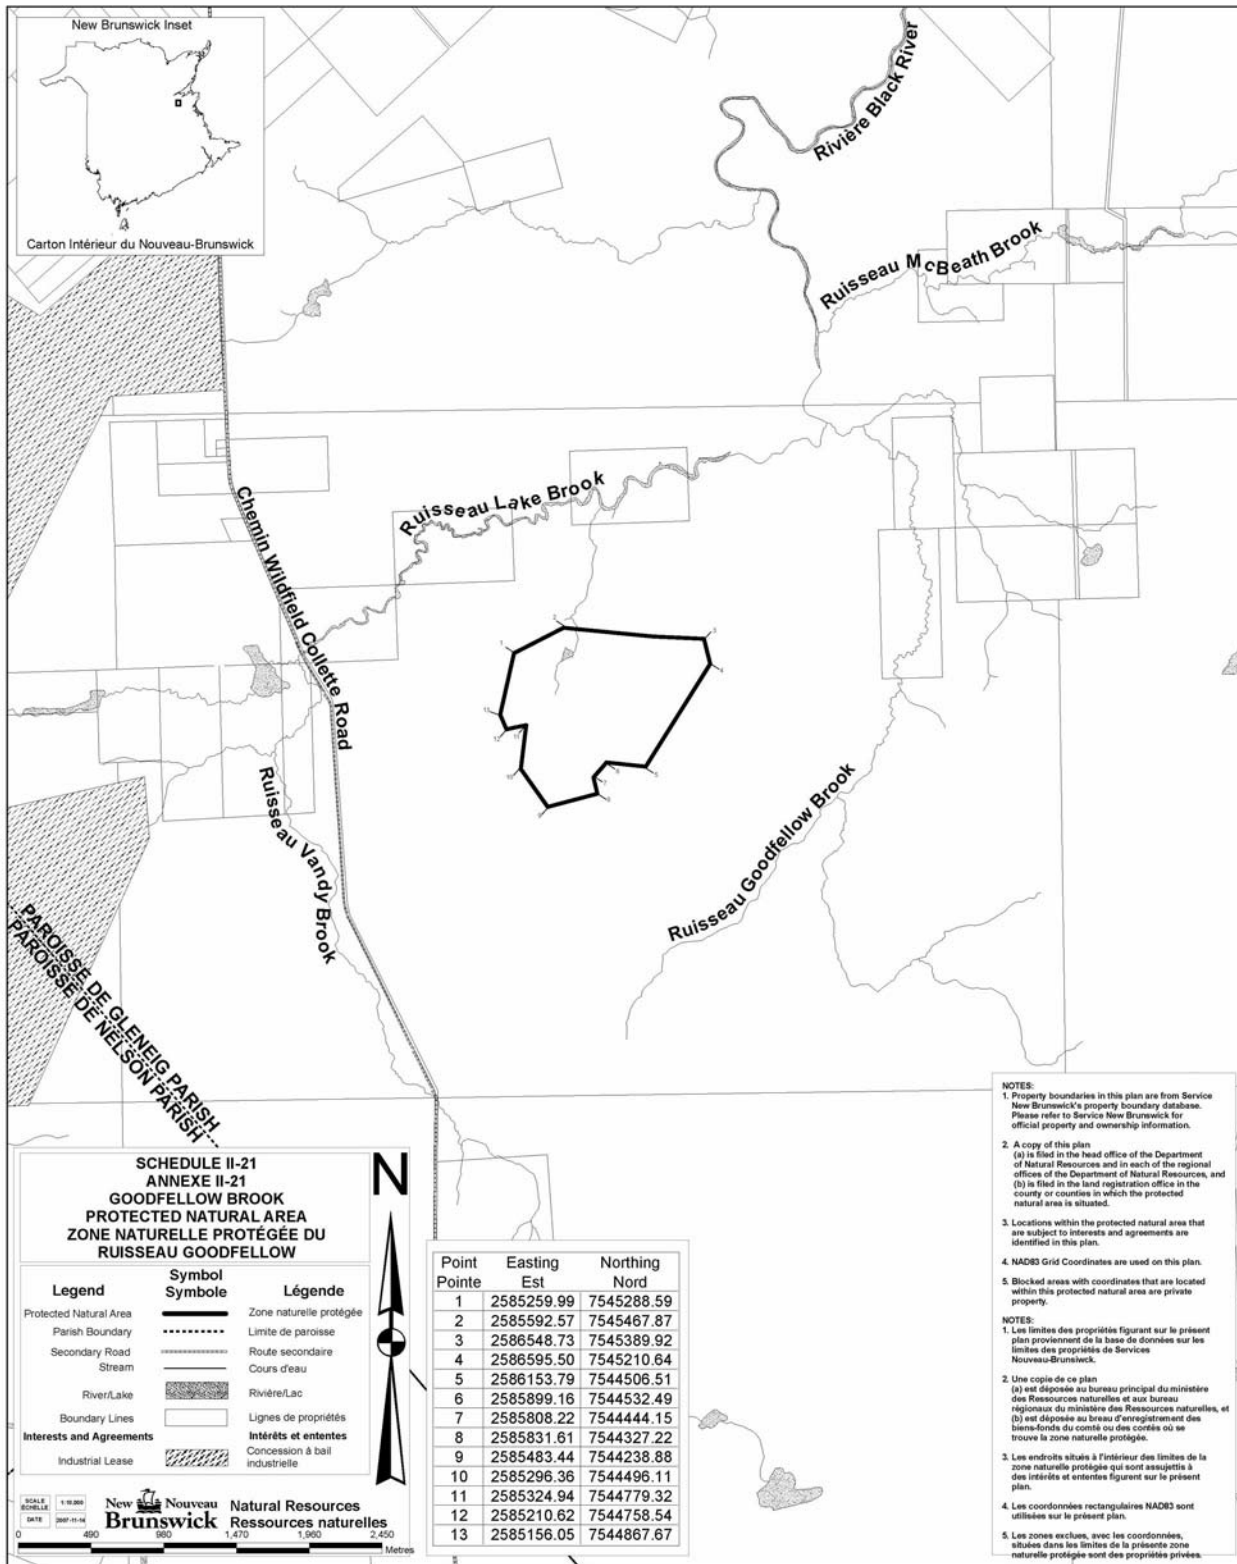 New Brunswick Inset
Carton Intérieur du Nouveau-Brunswick
Rivière Black River
Ruisseau McBeath Brook
Ruisseau Lake Brook
Chemin Wildfield Collette Road
Ruisseau Vandy Brook
Ruisseau Goodfellow Brook
PAROISSE DE GLENEIG PARISH
PAROISSE DE NELSON PARISH
1
2
3
4
5
6
7
8
9
10
11
12
13
SCHEDULE II-21
ANNEXE II-21
GOODFELLOW BROOK
PROTECTED NATURAL AREA
ZONE NATURELLE PROTÉGÉE DU
RUISSEAU GOODFELLOW
Legend Symbol Symbole Légende
Protected Natural Area Zone naturelle protégée
Parish Boundary Limite de paroisse
Secondary Road Route secondaire
Stream Cours d'eau
River/Lake Rivière/Lac
Boundary Lines Lignes de propriétés
Interests and Agreements Intérêts et ententes
Industrial Lease Concession à bail
industrielle
SCALE ÉCHELLE 1:10,000
DATE 2007-11-14
New Nouveau
Brunswick
Natural Resources
Ressources naturelles
0 490 980 1,470 1,960 2,450
Metres
N
Point Easting Northing
Pointe Est Nord
1 2585259.99 7545288.59
2 2585592.57 7545467.87
3 2586548.73 7545389.92
4 2586595.50 7545210.64
5 2586153.79 7544506.51
6 2585899.16 7544532.49
7 2585808.22 7544444.15
8 2585831.61 7544327.22
9 2585483.44 7544238.88
10 2585296.36 7544496.11
11 2585324.94 7544779.32
12 2585210.62 7544758.54
13 2585156.05 7544867.67
NOTES:
1. Property boundaries in this plan are from Service
New Brunswick's property boundary database.
Please refer to Service New Brunswick for
official property and ownership information.
2. A copy of this plan
(a) is filed in the head office of the Department
of Natural Resources and in each of the regional
offices of the Department of Natural Resources, and
(b) is filed in the land registration office in the
county or counties in which the protected
natural area is situated.
3. Locations within the protected natural area that
are subject to interests and agreements are
identified in this plan.
4. NAD83 Grid Coordinates are used on this plan.
5. Blocked areas with coordinates that are located
within this protected natural area are private
property.
NOTES:
1. Les limites des propriétés figurant sur le présent
plan proviennent de la base de données sur les
limites des propriétés de Services
Nouveau-Brunsiwck.
2. Une copie de ce plan
(a) est déposée au bureau principal du ministère
des Ressources naturelles et aux bureau
régionaux du ministère des Ressources naturelles, et
(b) est déposée au breau d'enregistrement des
biens-fonds du comté ou des contés où se
trouve la zone naturelle protégée.
3. Les endroits situés à l'intérieur des limites de la
zone naturelle protégée qui sont assujettis à
des intérêts et ententes figurent sur le présent
plan.
4. Les coordonnées rectangulaires NAD83 sont
utilisées sur le présent plan.
5. Les zones exclues, avec les coordonnées,
situées dans les limites de la présente zone
naturelle protégée sont des propriétés privées.